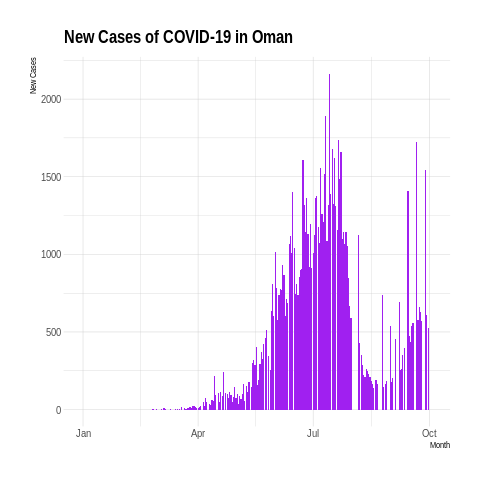 New Cases of COVID-19 in Oman
New Cases
2000
1500
1000
500
0
Jan Apr Jul Oct
Month